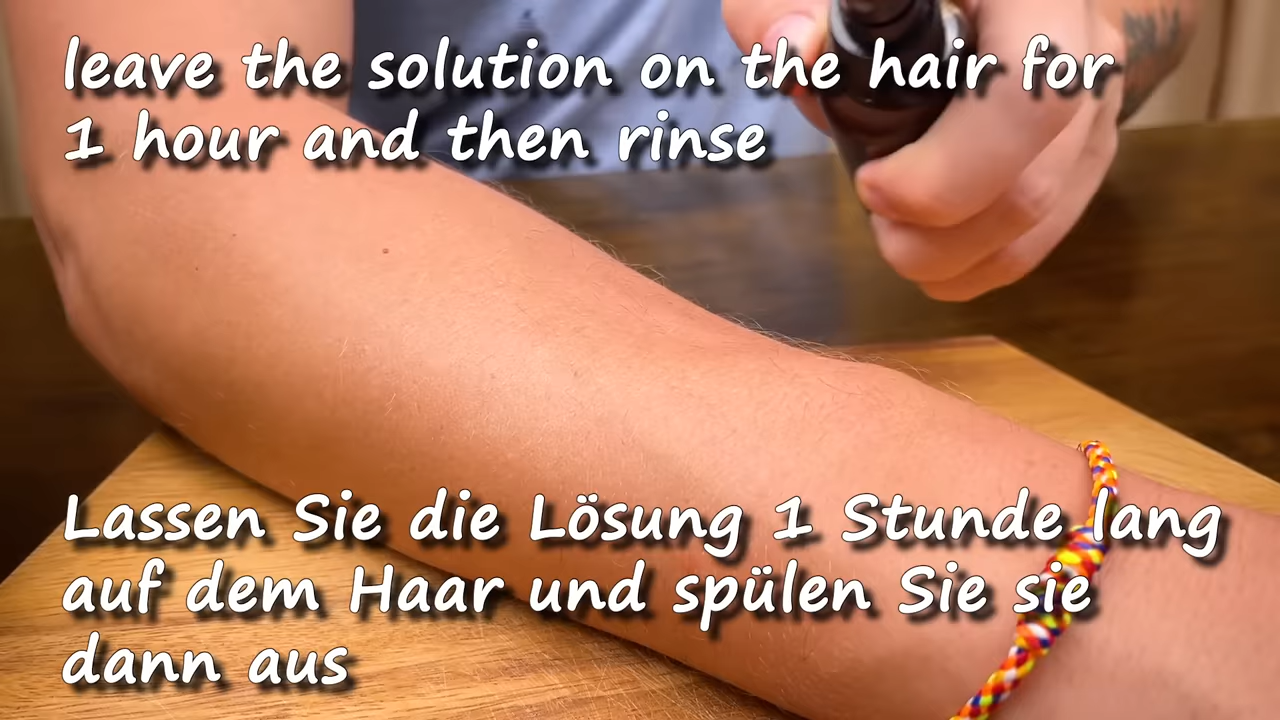 leave the solution on the hair for
1 hour and then rinse
Lassen Sie die Lösung 1 Stunde lang
auf dem Haar und spülen Sie sie
dann aus